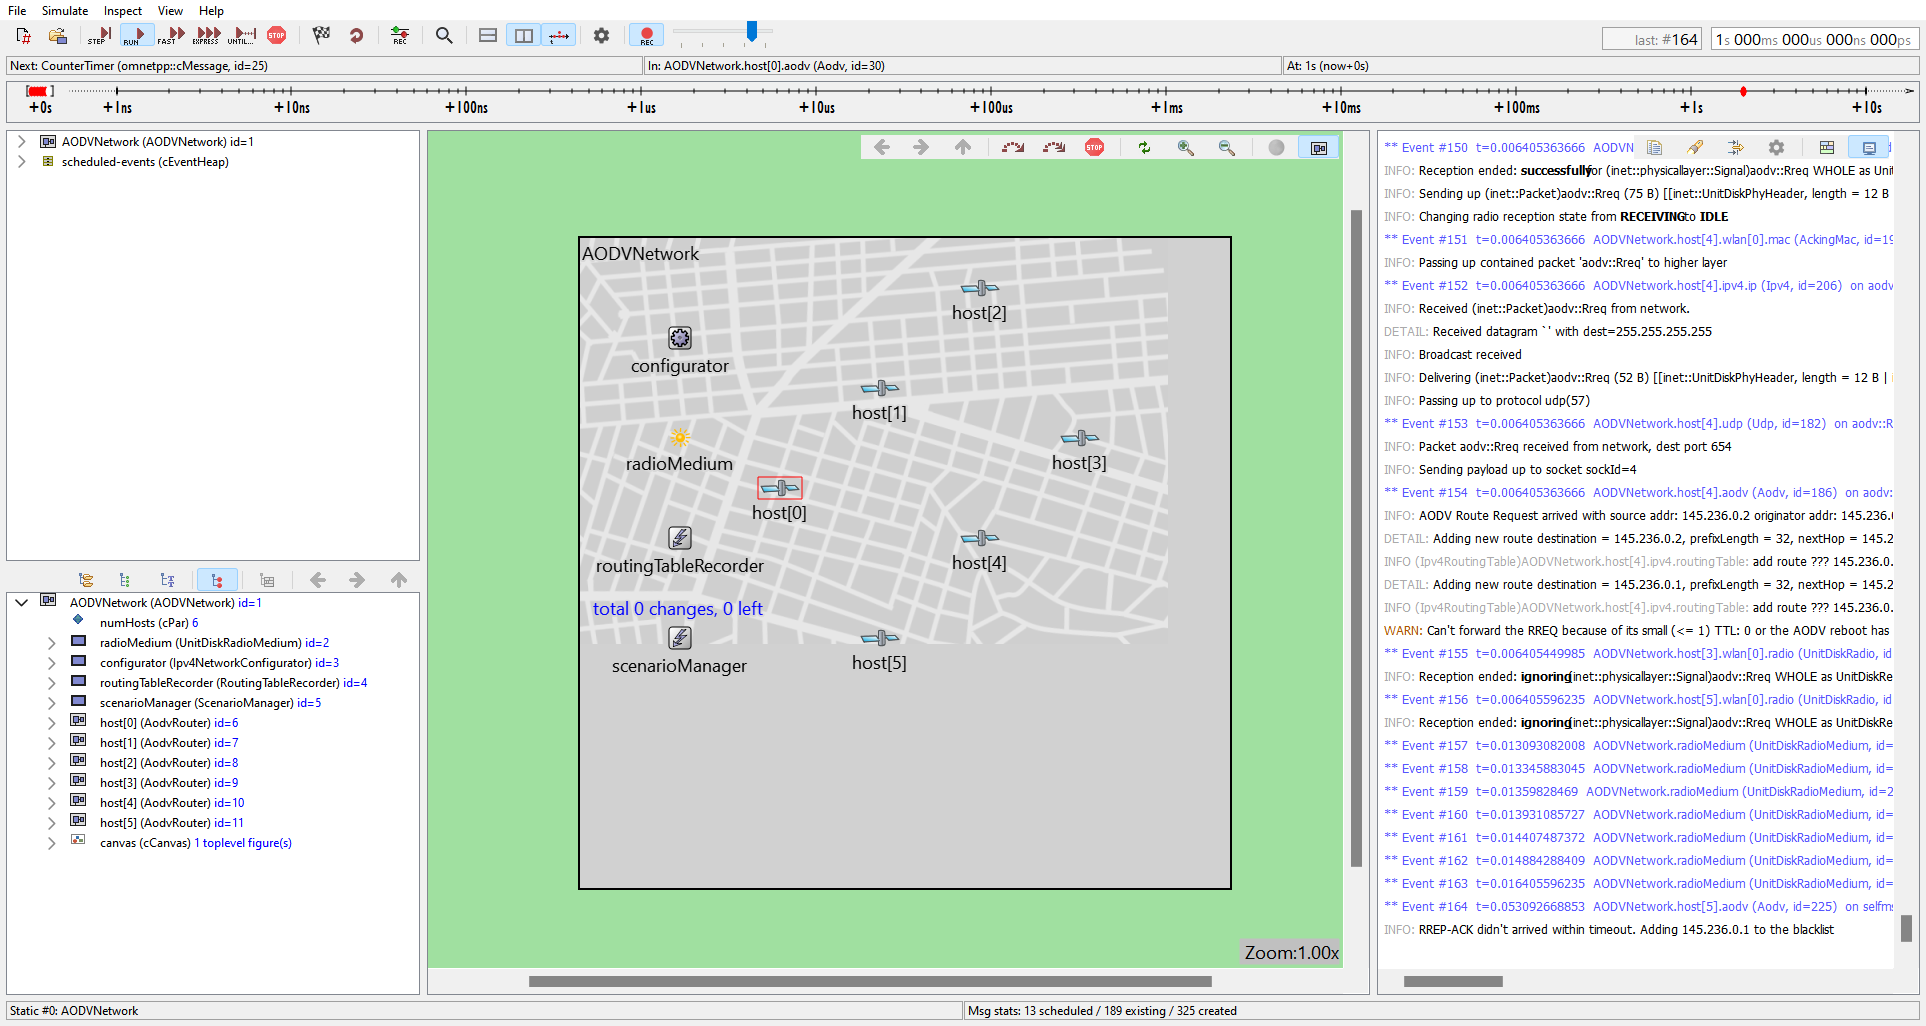 File Simulate Inspect View Help
STEP RUN FAST EXPRESS UNTIL... STOP REC REC
last: #164 1s 000ms 000us 000ns 000ps
Next: CounterTimer (omnetpp::cMessage, id=25) In: AODVNetwork.host[0].aodv (Aodv, id=30) At: 1s (now+0s)
+0s +1ns +10ns +100ns +1us +10us +100us +1ms +10ms +100ms +1s +10s
AODVNetwork (AODVNetwork) id=1
scheduled-events (cEventHeap)
AODVNetwork (AODVNetwork) id=1
numHosts (cPar) 6
radioMedium (UnitDiskRadioMedium) id=2
configurator (Ipv4NetworkConfigurator) id=3
routingTableRecorder (RoutingTableRecorder) id=4
scenarioManager (ScenarioManager) id=5
host[0] (AodvRouter) id=6
host[1] (AodvRouter) id=7
host[2] (AodvRouter) id=8
host[3] (AodvRouter) id=9
host[4] (AodvRouter) id=10
host[5] (AodvRouter) id=11
canvas (cCanvas) 1 toplevel figure(s)
STOP
AODVNetwork
host[2]
configurator
host[1]
radioMedium
host[3]
host[0]
routingTableRecorder
host[4]
total 0 changes, 0 left
scenarioManager
host[5]
Zoom:1.00x
** Event #150 t=0.006405363666 AODVN
INFO: Reception ended: successfully for (inet::physicallayer::Signal)aodv::Rreq WHOLE as Unit
INFO: Sending up (inet::Packet)aodv::Rreq (75 B) [[inet::UnitDiskPhyHeader, length = 12 B
INFO: Changing radio reception state from RECEIVING to IDLE
** Event #151 t=0.006405363666 AODVNetwork.host[4].wlan[0].mac (AckingMac, id=19
INFO: Passing up contained packet 'aodv::Rreq' to higher layer
** Event #152 t=0.006405363666 AODVNetwork.host[4].ipv4.ip (Ipv4, id=206) on aodv
INFO: Received (inet::Packet)aodv::Rreq from network.
DETAIL: Received datagram `' with dest=255.255.255.255
INFO: Broadcast received
INFO: Delivering (inet::Packet)aodv::Rreq (52 B) [[inet::UnitDiskPhyHeader, length = 12 B |
INFO: Passing up to protocol udp(57)
** Event #153 t=0.006405363666 AODVNetwork.host[4].udp (Udp, id=182) on aodv::R
INFO: Packet aodv::Rreq received from network, dest port 654
INFO: Sending payload up to socket sockId=4
** Event #154 t=0.006405363666 AODVNetwork.host[4].aodv (Aodv, id=186) on aodv:
INFO: AODV Route Request arrived with source addr: 145.236.0.2 originator addr: 145.236.0
DETAIL: Adding new route destination = 145.236.0.2, prefixLength = 32, nextHop = 145.2
INFO (Ipv4RoutingTable)AODVNetwork.host[4].ipv4.routingTable: add route ??? 145.236.0.
DETAIL: Adding new route destination = 145.236.0.1, prefixLength = 32, nextHop = 145.2
INFO (Ipv4RoutingTable)AODVNetwork.host[4].ipv4.routingTable: add route ??? 145.236.0.
WARN: Can't forward the RREQ because of its small (<= 1) TTL: 0 or the AODV reboot has
** Event #155 t=0.006405449985 AODVNetwork.host[3].wlan[0].radio (UnitDiskRadio, id
INFO: Reception ended: ignoring (inet::physicallayer::Signal)aodv::Rreq WHOLE as UnitDiskRe
** Event #156 t=0.006405596235 AODVNetwork.host[5].wlan[0].radio (UnitDiskRadio, id
INFO: Reception ended: ignoring (inet::physicallayer::Signal)aodv::Rreq WHOLE as UnitDiskRe
** Event #157 t=0.013093082008 AODVNetwork.radioMedium (UnitDiskRadioMedium, id=
** Event #158 t=0.013345883045 AODVNetwork.radioMedium (UnitDiskRadioMedium, id=
** Event #159 t=0.01359828469 AODVNetwork.radioMedium (UnitDiskRadioMedium, id=2
** Event #160 t=0.013931085727 AODVNetwork.radioMedium (UnitDiskRadioMedium, id=
** Event #161 t=0.014407487372 AODVNetwork.radioMedium (UnitDiskRadioMedium, id=
** Event #162 t=0.014884288409 AODVNetwork.radioMedium (UnitDiskRadioMedium, id=
** Event #163 t=0.016405596235 AODVNetwork.radioMedium (UnitDiskRadioMedium, id=
** Event #164 t=0.053092668853 AODVNetwork.host[5].aodv (Aodv, id=225) on selfms
INFO: RREP-ACK didn't arrived within timeout. Adding 145.236.0.1 to the blacklist
Static #0: AODVNetwork Msg stats: 13 scheduled / 189 existing / 325 created